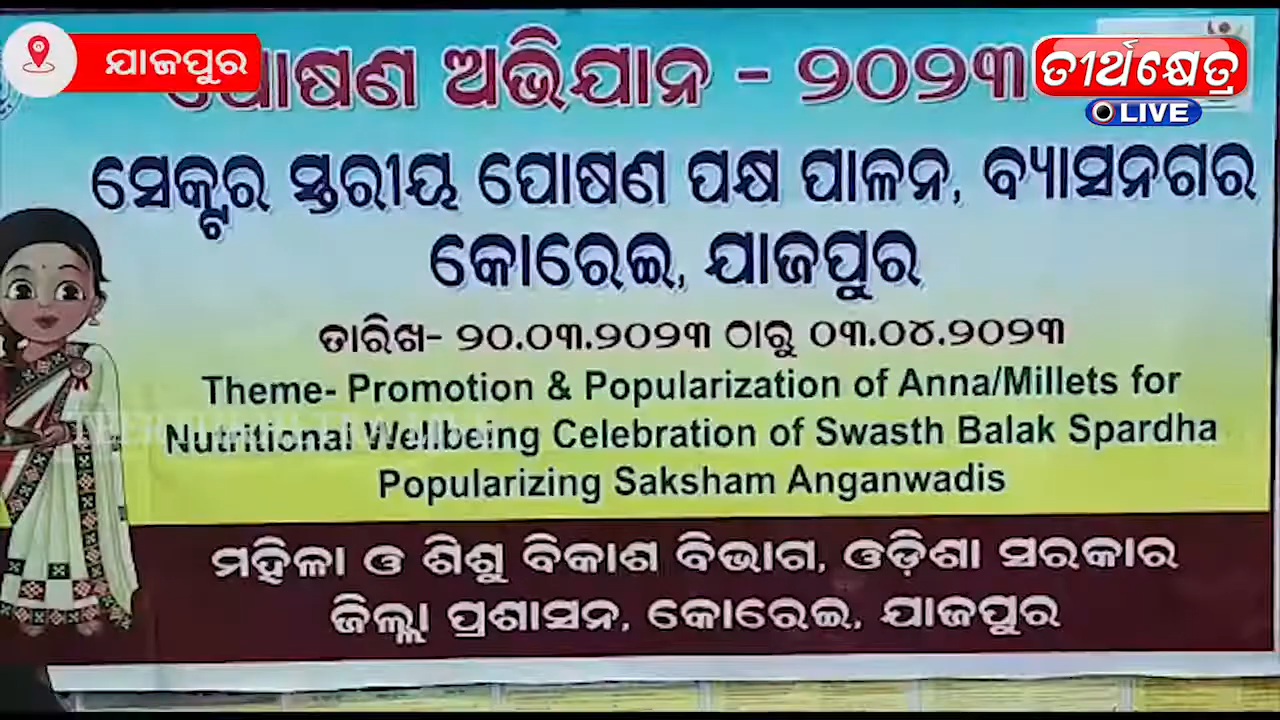 ଯାଜପୁର
ପୋଷଣ ଅଭିଯାନ - ୨୦୨୩
ତୀର୍ଥକ୍ଷେତ୍ର
LIVE
ସେକ୍ଟର ସ୍ତରୀୟ ପୋଷଣ ପକ୍ଷ ପାଳନ, ବ୍ୟାସନଗର
କୋରେଇ, ଯାଜପୁର
ତାରିଖ- ୨୦.୦୩.୨୦୨୩ ଠାରୁ ୦୩.୦୪.୨୦୨୩
Theme- Promotion & Popularization of Anna/Millets for
Nutritional Wellbeing Celebration of Swasth Balak Spardha
Popularizing Saksham Anganwadis
ମହିଳା ଓ ଶିଶୁ ବିକାଶ ବିଭାଗ, ଓଡ଼ିଶା ସରକାର
ଜିଲ୍ଲା ପ୍ରଶାସନ, କୋରେଇ, ଯାଜପୁର